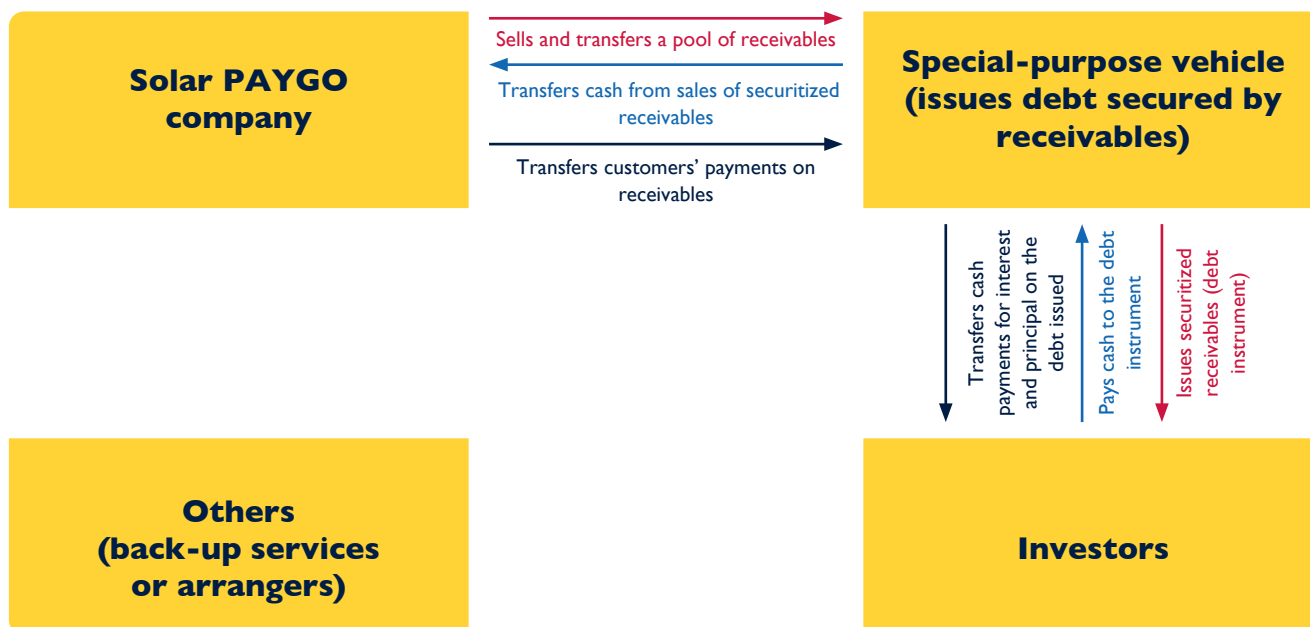 Solar PAYGO
company
Sells and transfers a pool of receivables
Transfers cash from sales of securitized
receivables
Transfers customers’ payments on
receivables
Special-purpose vehicle
(issues debt secured by
receivables)
Transfers cash
payments for interest
and principal on the
debt issued
Pays cash to the debt
instrument
Issues securitized
receivables (debt
instrument)
Others
(back-up services
or arrangers)
Investors